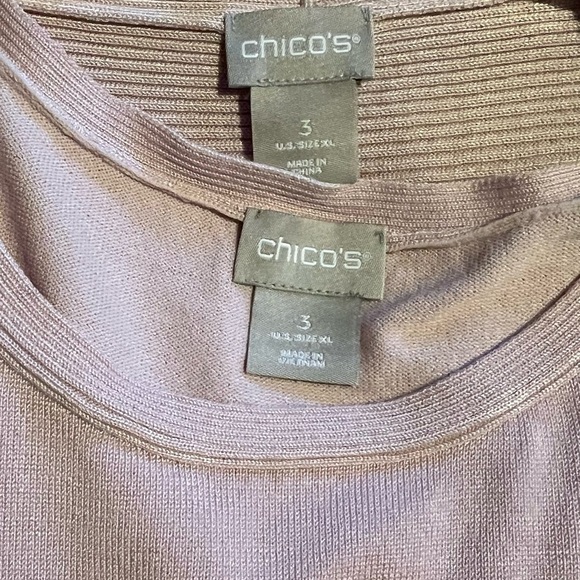 chico's®
3
U.S. SIZE XL
MADE IN
CHINA
chico's®
3
U.S. SIZE XL
MADE IN
VIETNAM